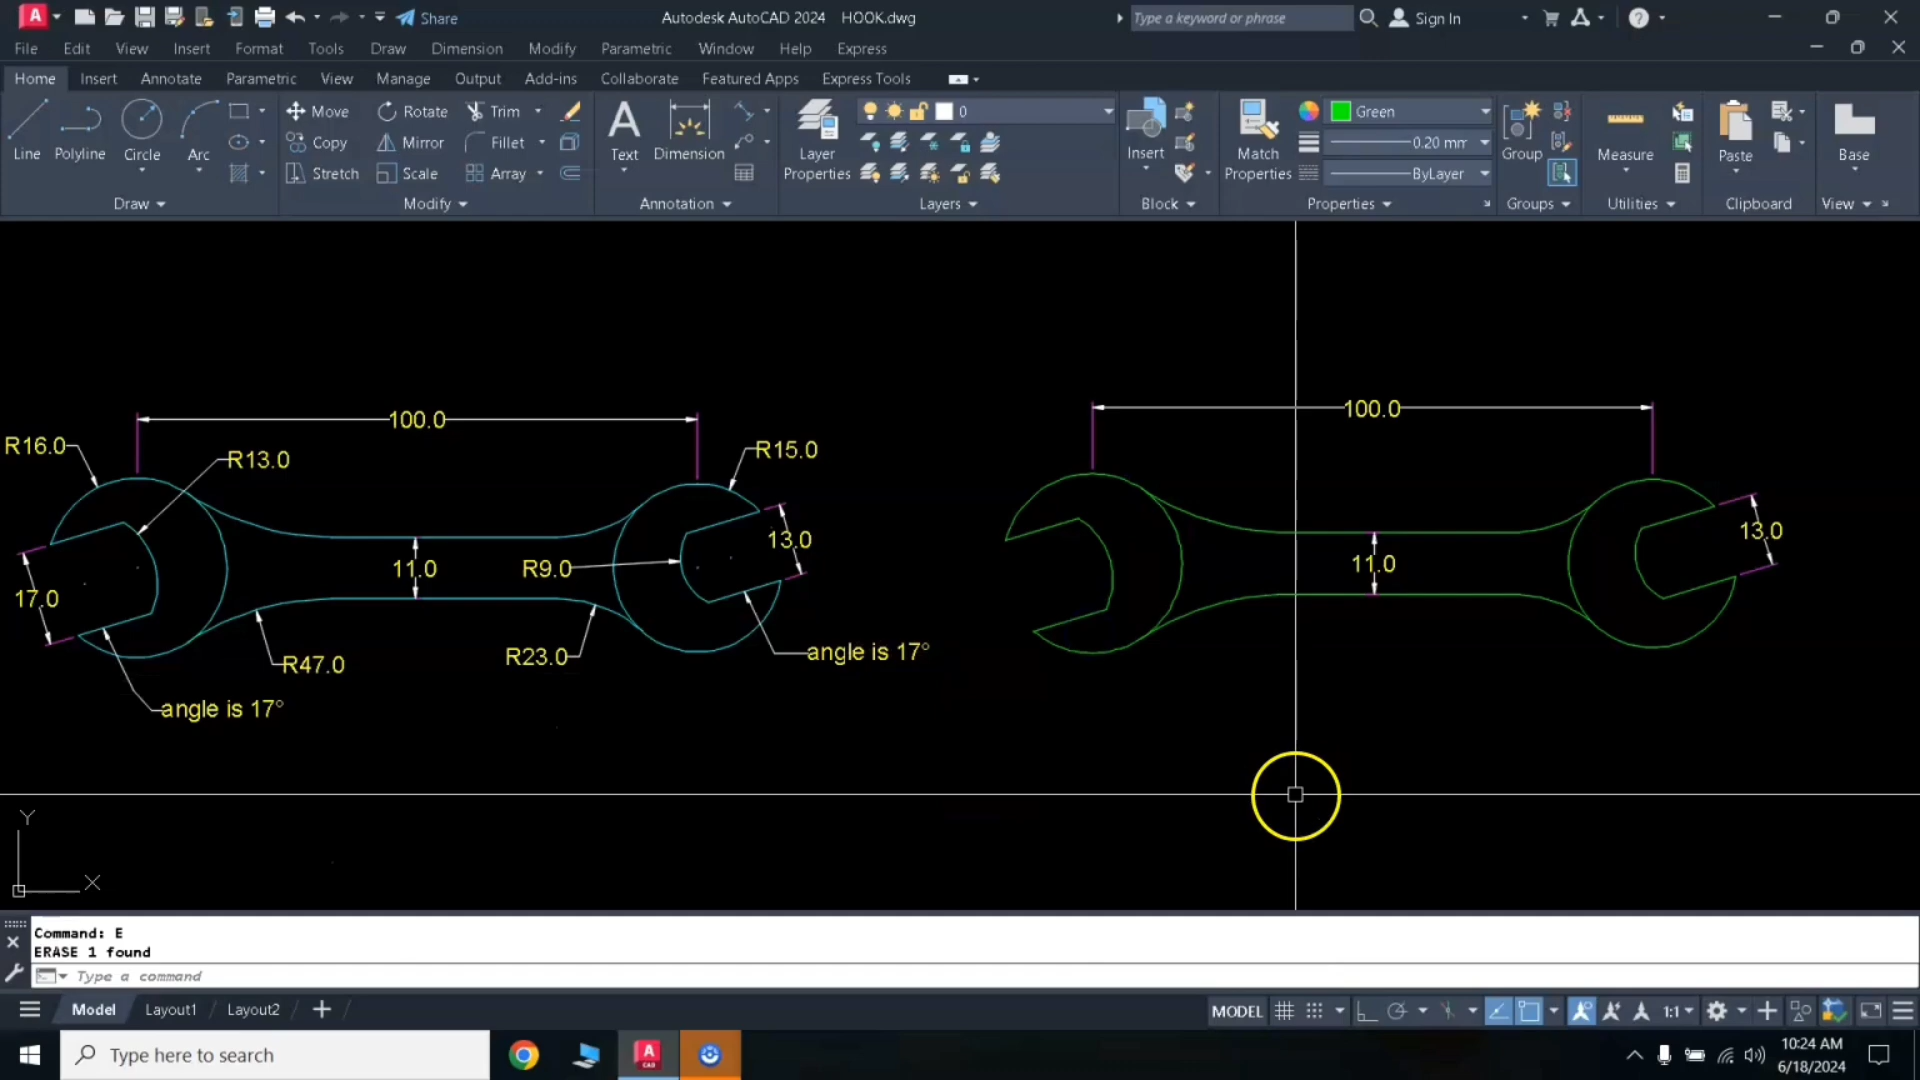 A Share Autodesk AutoCAD 2024 HOOK.dwg Type a keyword or phrase Sign In
File Edit View Insert Format Tools Draw Dimension Modify Parametric Window Help Express
Home Insert Annotate Parametric View Manage Output Add-ins Collaborate Featured Apps Express Tools
Move Rotate Trim 0 Green
Line Polyline Circle Arc Copy Mirror Fillet Text Dimension Layer Properties Insert Match Properties 0.20 mm Group Measure Paste Base
Stretch Scale Array ByLayer
Draw Modify Annotation Layers Block Properties Groups Utilities Clipboard View
100.0
R16.0
R13.0
R15.0
13.0
17.0
11.0
R9.0
R47.0
R23.0
angle is 17°
angle is 17°
100.0
13.0
11.0
Y
X
Command: E
ERASE 1 found
Type a command
Model Layout1 Layout2 MODEL 1:1
Type here to search A CAD 10:24 AM
6/18/2024